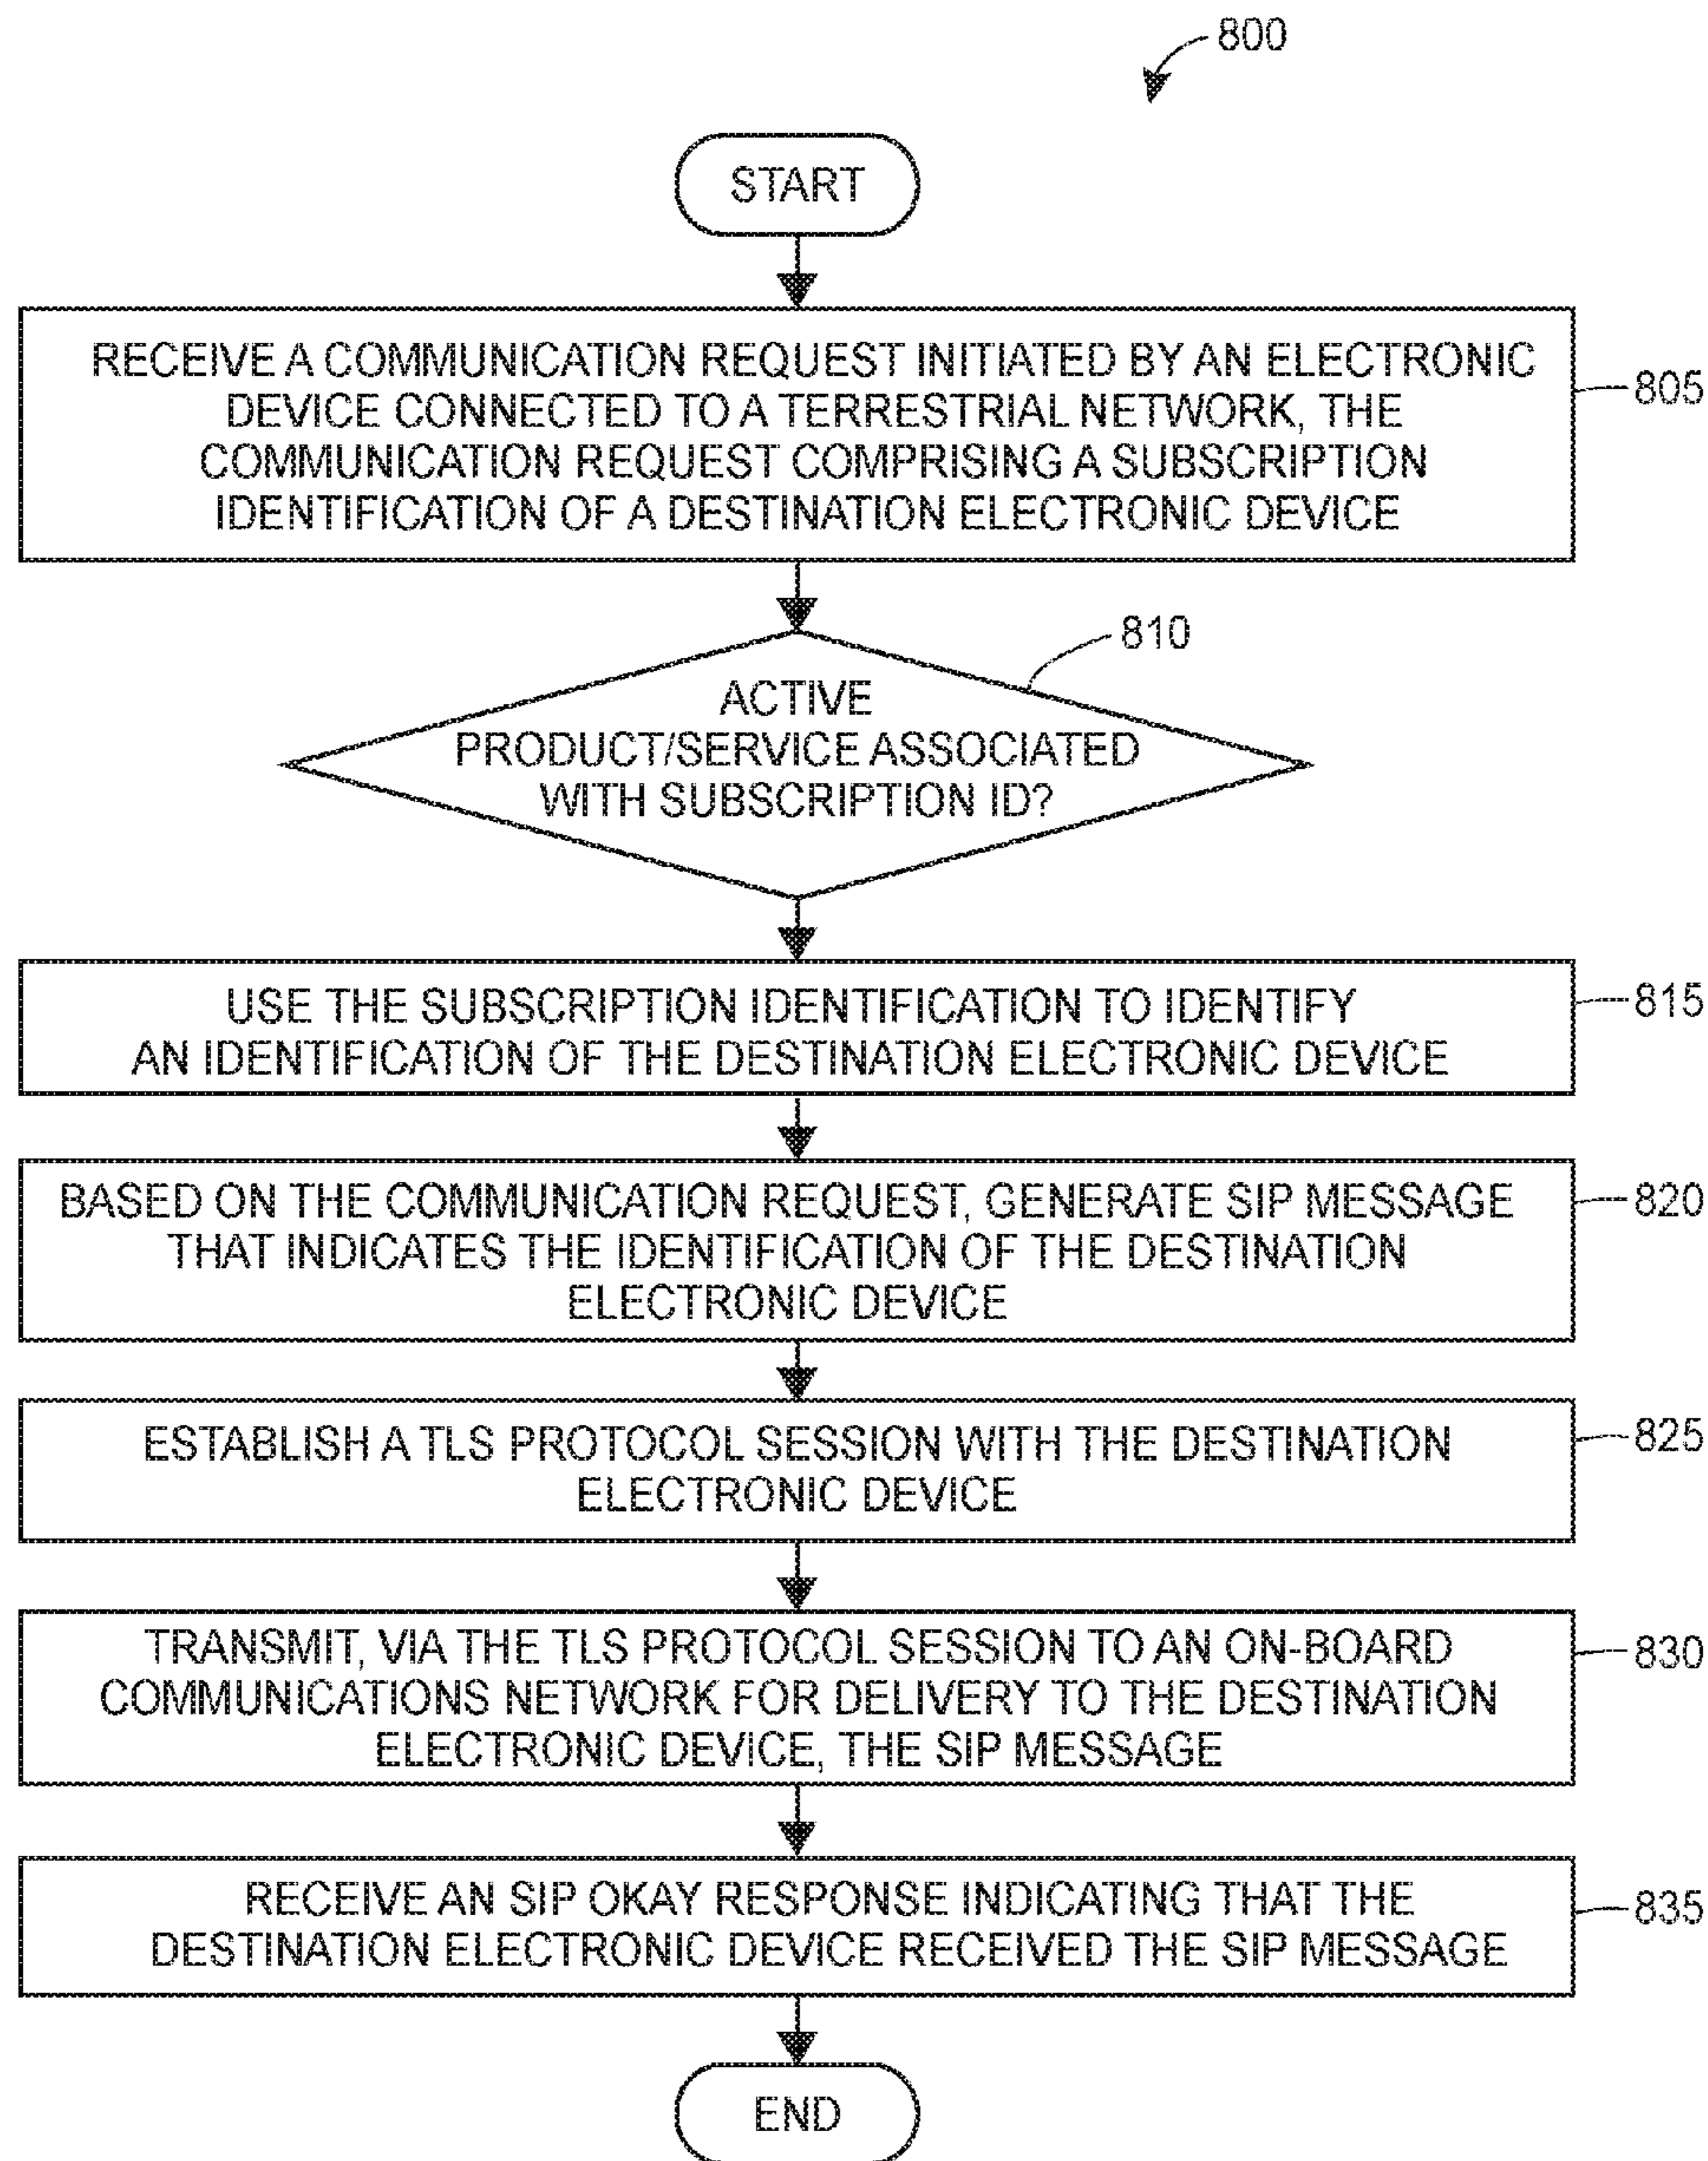 800
START
RECEIVE A COMMUNICATION REQUEST INITIATED BY AN ELECTRONIC
DEVICE CONNECTED TO A TERRESTRIAL NETWORK, THE
COMMUNICATION REQUEST COMPRISING A SUBSCRIPTION
IDENTIFICATION OF A DESTINATION ELECTRONIC DEVICE
805
810
ACTIVE
PRODUCT/SERVICE ASSOCIATED
WITH SUBSCRIPTION ID?
USE THE SUBSCRIPTION IDENTIFICATION TO IDENTIFY
AN IDENTIFICATION OF THE DESTINATION ELECTRONIC DEVICE
815
BASED ON THE COMMUNICATION REQUEST, GENERATE SIP MESSAGE
THAT INDICATES THE IDENTIFICATION OF THE DESTINATION
ELECTRONIC DEVICE
820
ESTABLISH A TLS PROTOCOL SESSION WITH THE DESTINATION
ELECTRONIC DEVICE
825
TRANSMIT, VIA THE TLS PROTOCOL SESSION TO AN ON-BOARD
COMMUNICATIONS NETWORK FOR DELIVERY TO THE DESTINATION
ELECTRONIC DEVICE, THE SIP MESSAGE
830
RECEIVE AN SIP OKAY RESPONSE INDICATING THAT THE
DESTINATION ELECTRONIC DEVICE RECEIVED THE SIP MESSAGE
835
END